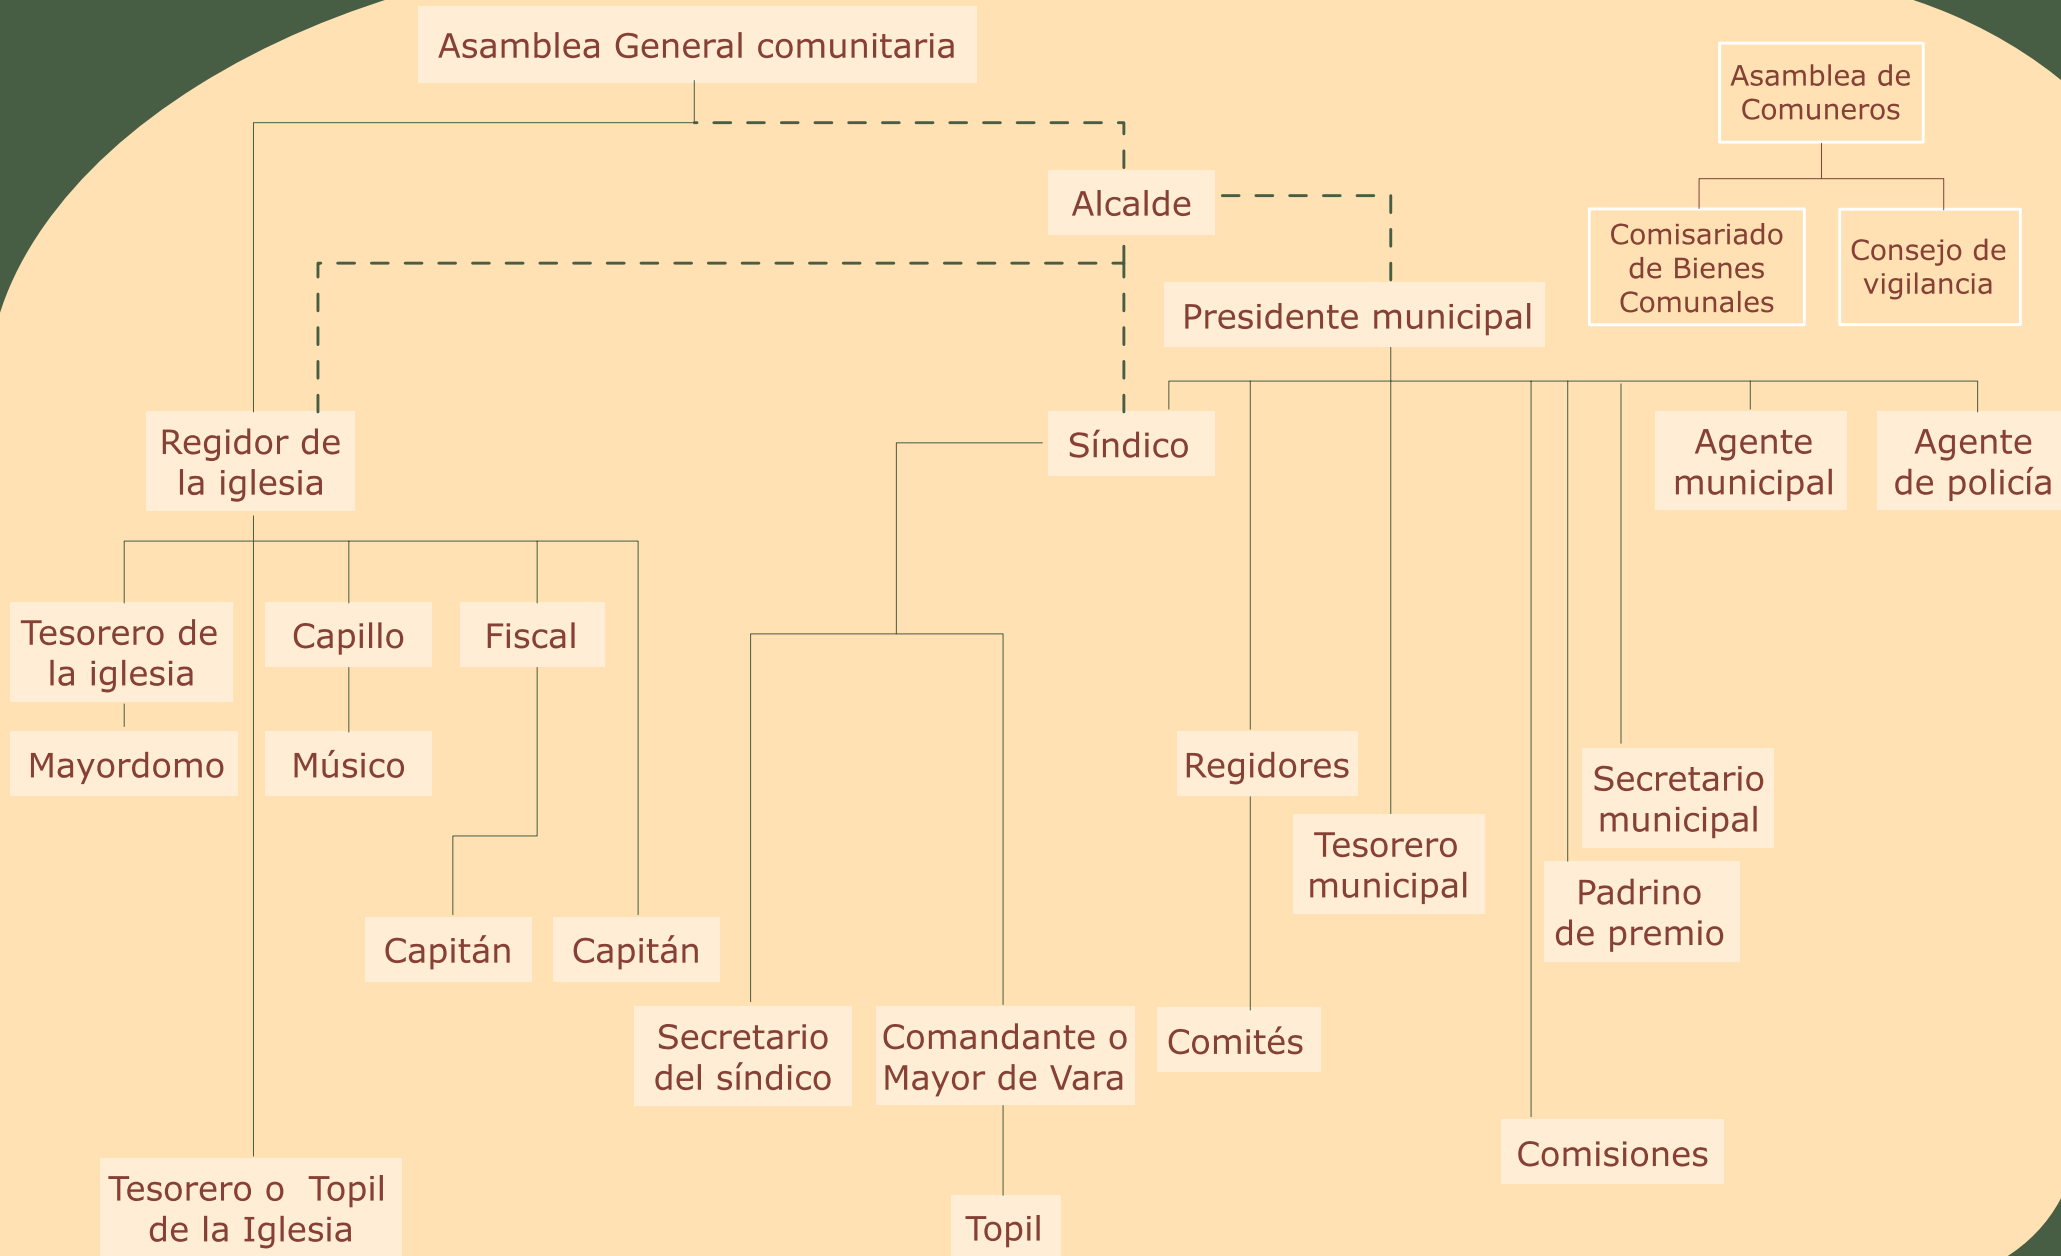 Asamblea General comunitaria
Asamblea de
Comuneros
Alcalde
Comisariado
de Bienes
Comunales
Consejo de
vigilancia
Presidente municipal
Regidor de
la iglesia
Síndico
Agente
municipal
Agente
de policía
Tesorero de
la iglesia
Capillo
Fiscal
Mayordomo
Músico
Regidores
Secretario
municipal
Tesorero
municipal
Padrino
de premio
Capitán
Capitán
Secretario
del síndico
Comandante o
Mayor de Vara
Comités
Comisiones
Tesorero o Topil
de la Iglesia
Topil